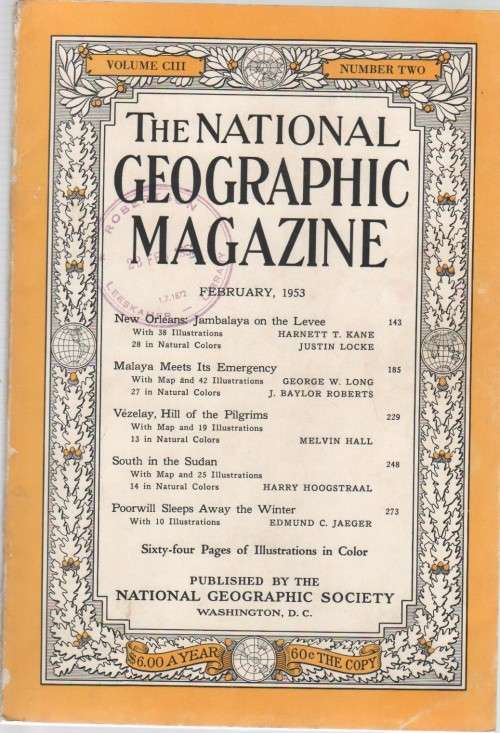 VOLUME CIII
NUMBER TWO
THE NATIONAL
GEOGRAPHIC
MAGAZINE
FEBRUARY, 1953
New Orleans: Jambalaya on the Levee 143
With 38 Illustrations HARNETT T. KANE
28 in Natural Colors JUSTIN LOCKE
Malaya Meets Its Emergency 185
With Map and 42 Illustrations GEORGE W. LONG
27 in Natural Colors J. BAYLOR ROBERTS
Vézelay, Hill of the Pilgrims 229
With Map and 19 Illustrations
13 in Natural Colors MELVIN HALL
South in the Sudan 248
With Map and 25 Illustrations
14 in Natural Colors HARRY HOOGSTRAAL
Poorwill Sleeps Away the Winter 273
With 10 Illustrations EDMUND C. JAEGER
Sixty-four Pages of Illustrations in Color
PUBLISHED BY THE
NATIONAL GEOGRAPHIC SOCIETY
WASHINGTON, D. C.
$6.00 A YEAR
60¢ THE COPY